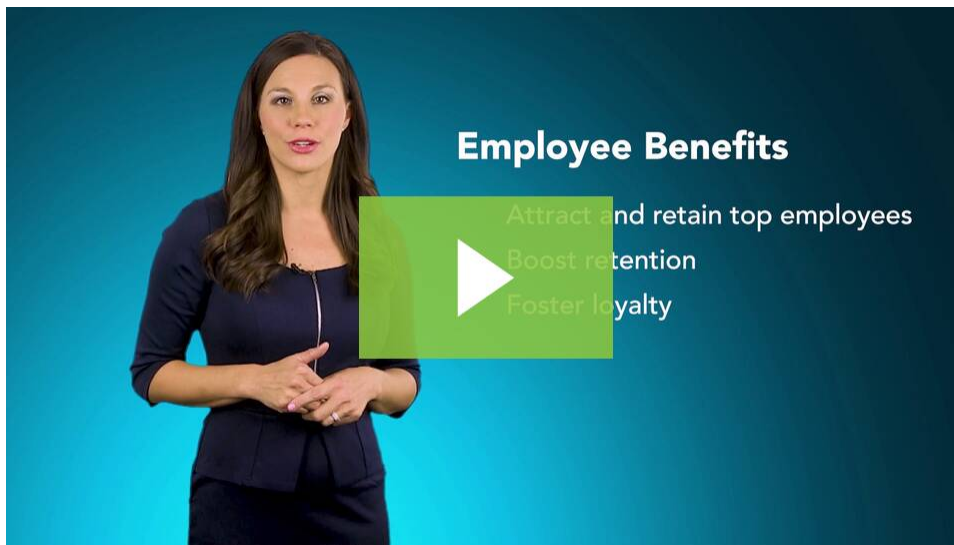 Employee Benefits
Attract and retain top employees
Boost retention
Foster loyalty